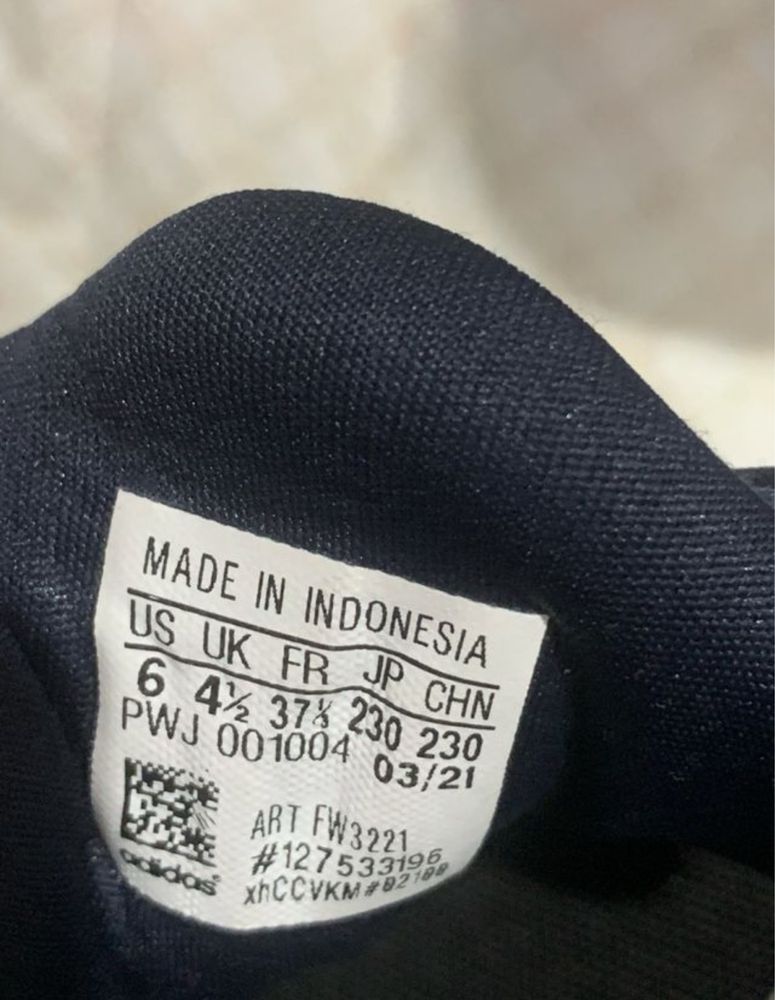 MADE IN INDONESIA
US UK FR JP CHN
6 4½ 37⅓ 230 230
PWJ 001004 03/21
ART FW3221
#127533196
adidas